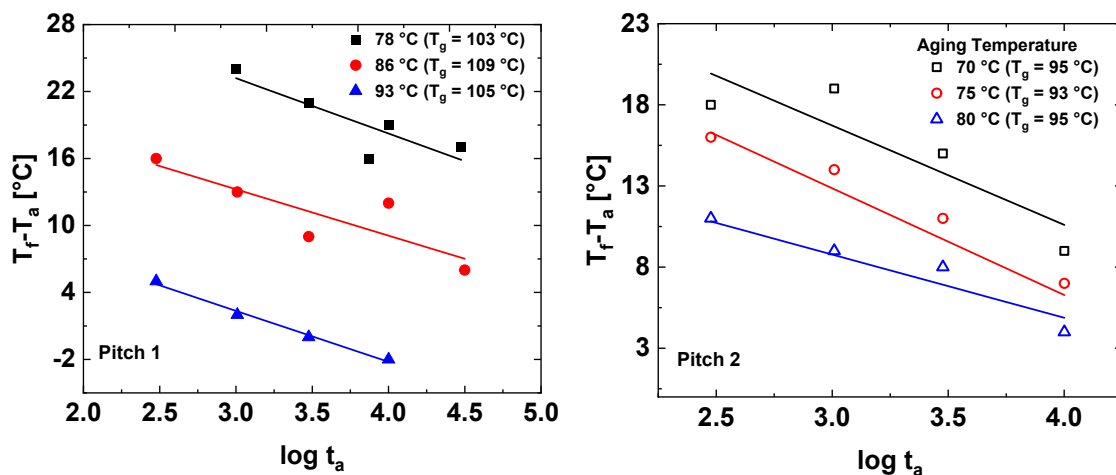 28
22
16
10
4
-2
T_f-T_a [°C]
78 °C (T_g = 103 °C)
86 °C (T_g = 109 °C)
93 °C (T_g = 105 °C)
Pitch 1
2.0 2.5 3.0 3.5 4.0 4.5 5.0
log t_a
23
18
13
8
3
T_f-T_a [°C]
Aging Temperature
70 °C (T_g = 95 °C)
75 °C (T_g = 93 °C)
80 °C (T_g = 95 °C)
Pitch 2
2.5 3.0 3.5 4.0
log t_a